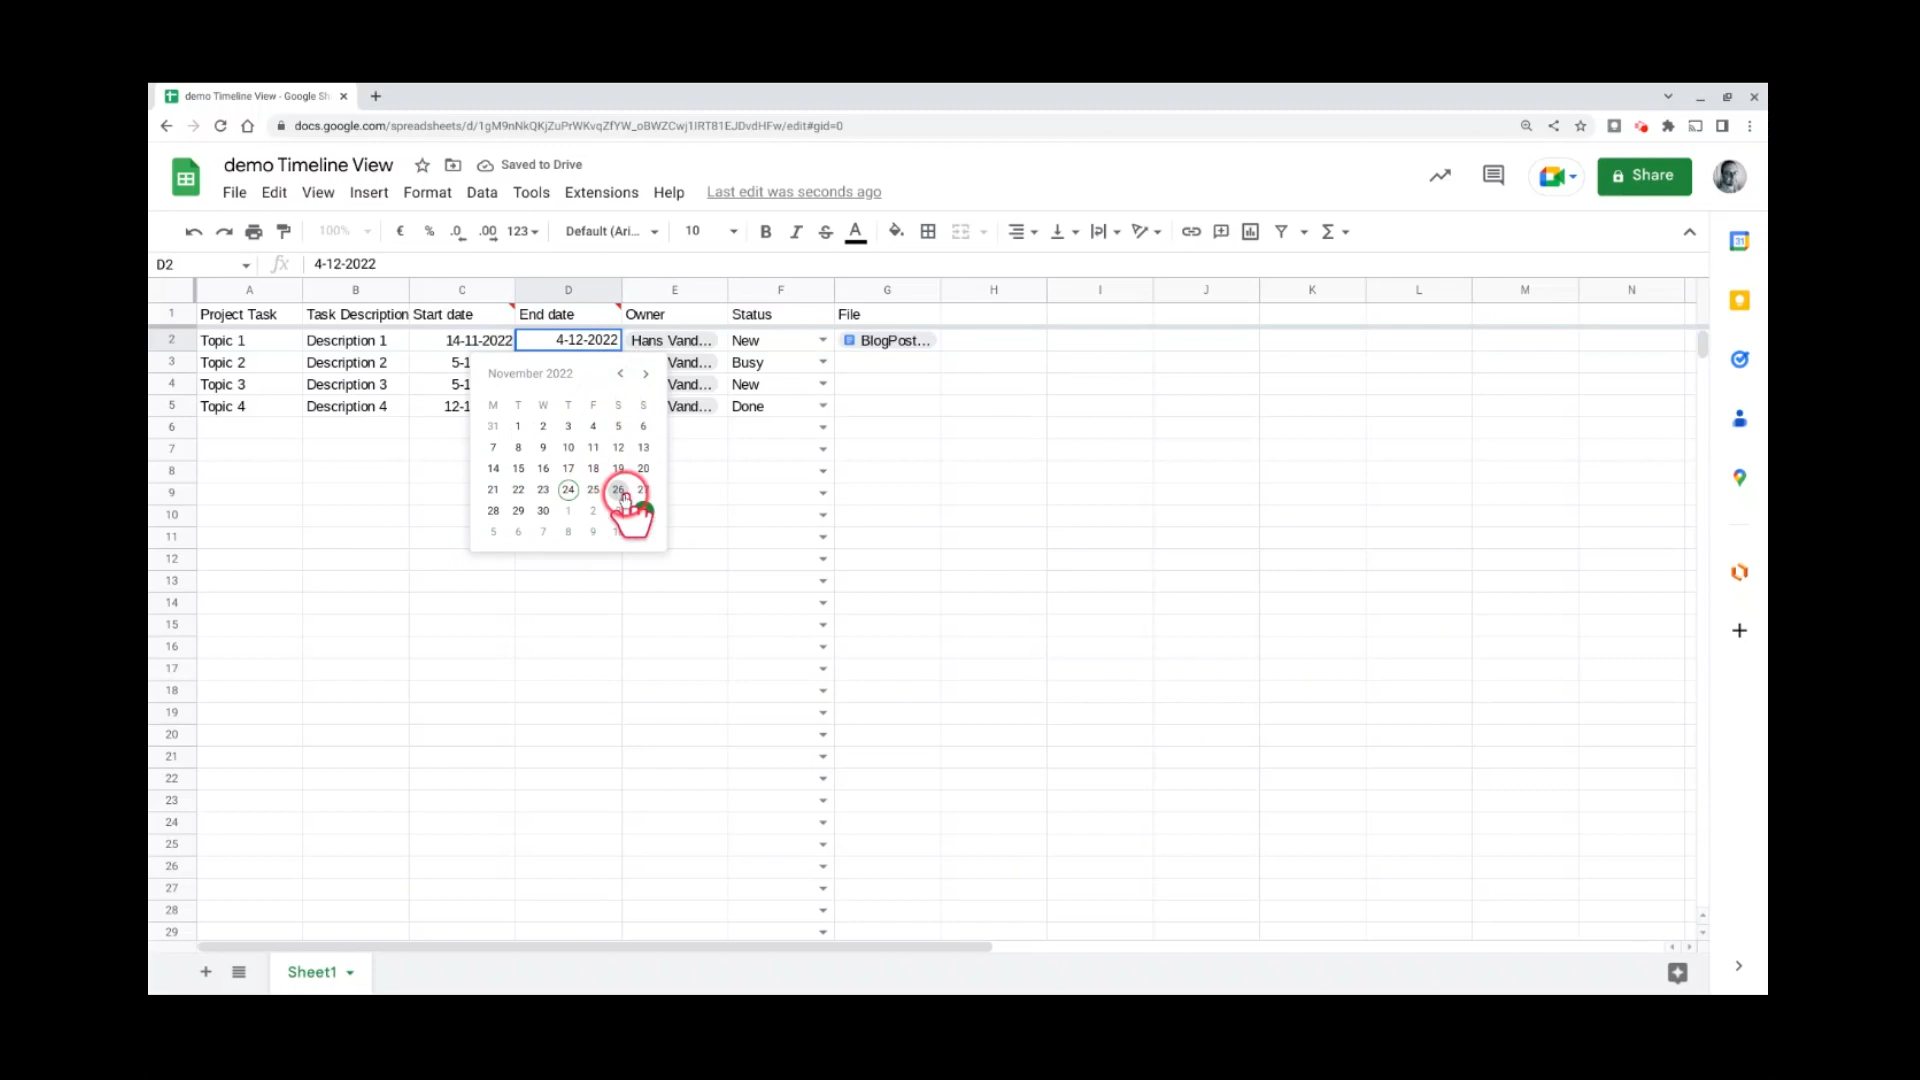 demo Timeline View - Google Sh
docs.google.com/spreadsheets/d/1gM9nNkQKjZuPrWKvqZfYW_oBWZCwj1IRT81EJDvdHFw/edit#gid=0
demo Timeline View Saved to Drive
File Edit View Insert Format Data Tools Extensions Help Last edit was seconds ago
Share
100% € % .0 .00 123 Default (Ari... 10 B I S A Σ 31
D2 fx 4-12-2022
A B C D E F G H I J K L M N
1 Project Task Task Description Start date End date Owner Status File
2 Topic 1 Description 1 14-11-2022 4-12-2022 Hans Vand... New BlogPost...
3 Topic 2 Description 2 5-1 Vand... Busy
4 Topic 3 Description 3 5-1 Vand... New
5 Topic 4 Description 4 12-1 Vand... Done
November 2022
M T W T F S S
31 1 2 3 4 5 6
7 8 9 10 11 12 13
14 15 16 17 18 19 20
21 22 23 24 25 26 27
28 29 30 1 2
5 6 7 8 9
6
7
8
9
10
11
12
13
14
15
16
17
18
19
20
21
22
23
24
25
26
27
28
29
Sheet1